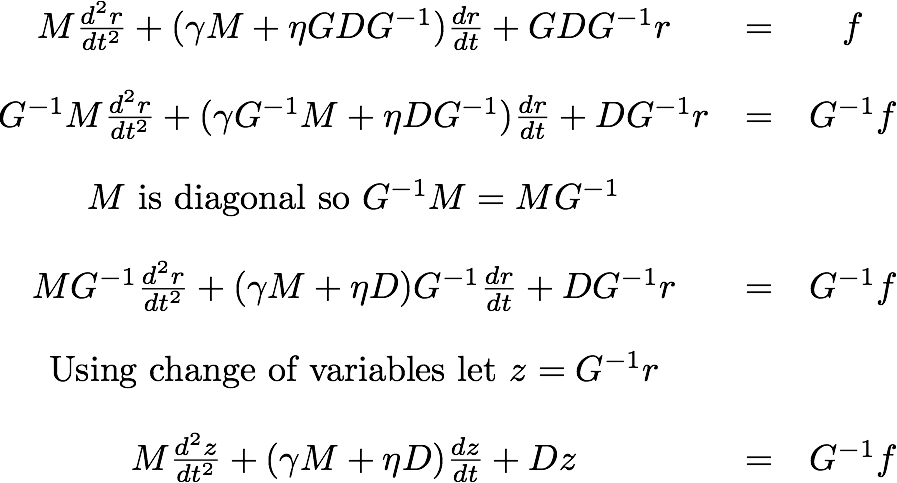 M d²r/dt² + (γM + ηGDG⁻¹) dr/dt + GDG⁻¹r = f
G⁻¹M d²r/dt² + (γG⁻¹M + ηDG⁻¹) dr/dt + DG⁻¹r = G⁻¹f
M is diagonal so G⁻¹M = MG⁻¹
MG⁻¹ d²r/dt² + (γM + ηD)G⁻¹ dr/dt + DG⁻¹r = G⁻¹f
Using change of variables let z = G⁻¹r
M d²z/dt² + (γM + ηD) dz/dt + Dz = G⁻¹f